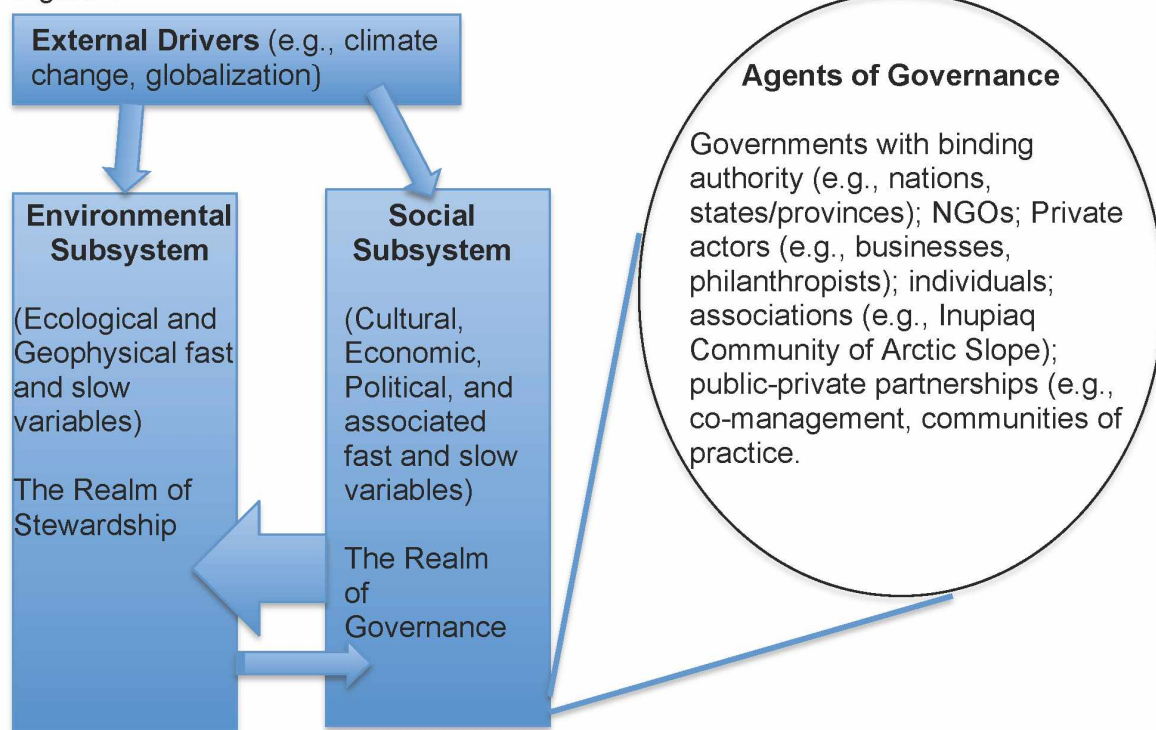 External Drivers (e.g., climate
change, globalization)
Environmental
Subsystem
(Ecological and
Geophysical fast
and slow
variables)
The Realm of
Stewardship
Social
Subsystem
(Cultural,
Economic,
Political, and
associated
fast and slow
variables)
The Realm
of
Governance
Agents of Governance
Governments with binding
authority (e.g., nations,
states/provinces); NGOs; Private
actors (e.g., businesses,
philanthropists); individuals;
associations (e.g., Inupiaq
Community of Arctic Slope);
public-private partnerships (e.g.,
co-management, communities of
practice.